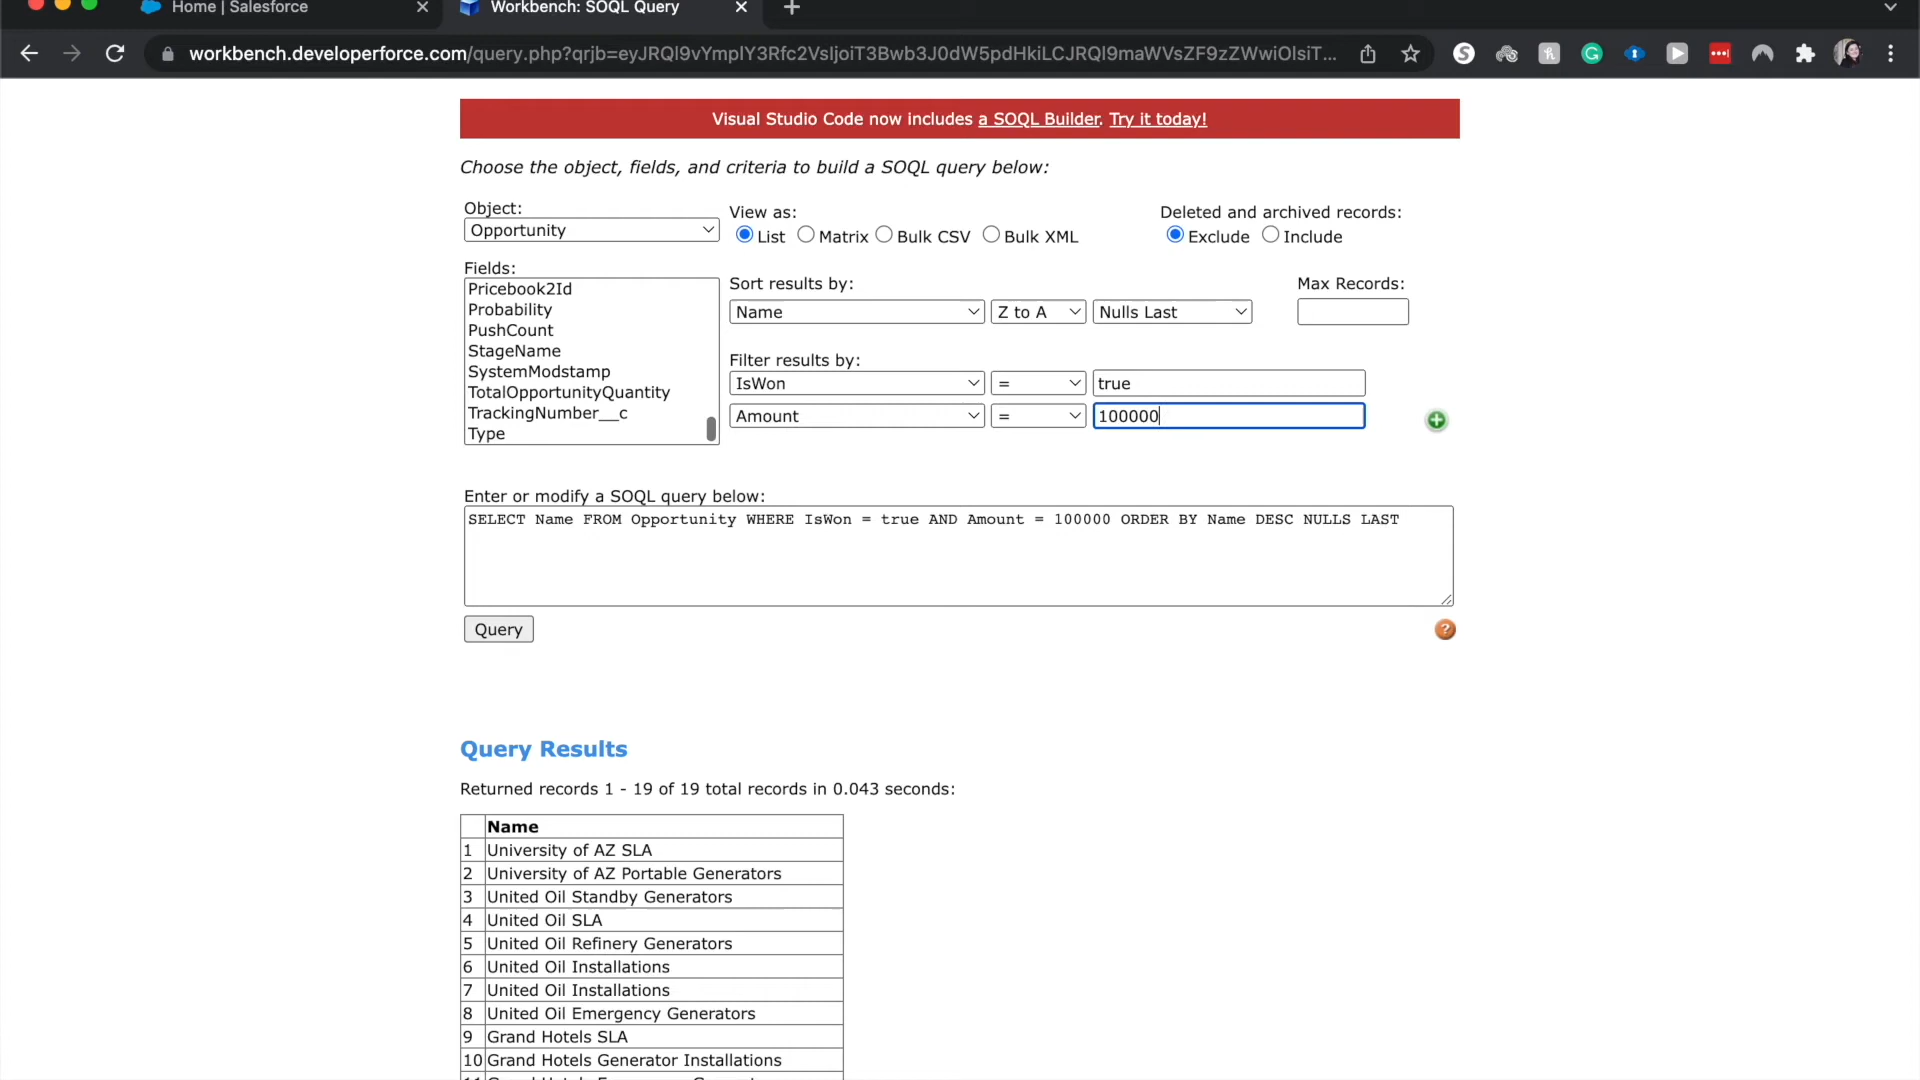 Home | Salesforce
Workbench: SOQL Query
workbench.developerforce.com/query.php?qrjb=eyJRQl9vYmplY3Rfc2VsIjoiT3Bwb3J0dW5pdHkiLCJRQl9maWVsZF9zZWwiOlsiT...
Visual Studio Code now includes a SOQL Builder. Try it today!
Choose the object, fields, and criteria to build a SOQL query below:
Object:
View as:
Deleted and archived records:
Opportunity
List Matrix Bulk CSV Bulk XML
Exclude Include
Fields:
Pricebook2Id
Probability
PushCount
StageName
SystemModstamp
TotalOpportunityQuantity
TrackingNumber__c
Type
Sort results by:
Max Records:
Name Z to A Nulls Last
Filter results by:
IsWon = true
Amount = 100000
Enter or modify a SOQL query below:
SELECT Name FROM Opportunity WHERE IsWon = true AND Amount = 100000 ORDER BY Name DESC NULLS LAST
Query
?
Query Results
Returned records 1 - 19 of 19 total records in 0.043 seconds:
Name
1 University of AZ SLA
2 University of AZ Portable Generators
3 United Oil Standby Generators
4 United Oil SLA
5 United Oil Refinery Generators
6 United Oil Installations
7 United Oil Installations
8 United Oil Emergency Generators
9 Grand Hotels SLA
10 Grand Hotels Generator Installations